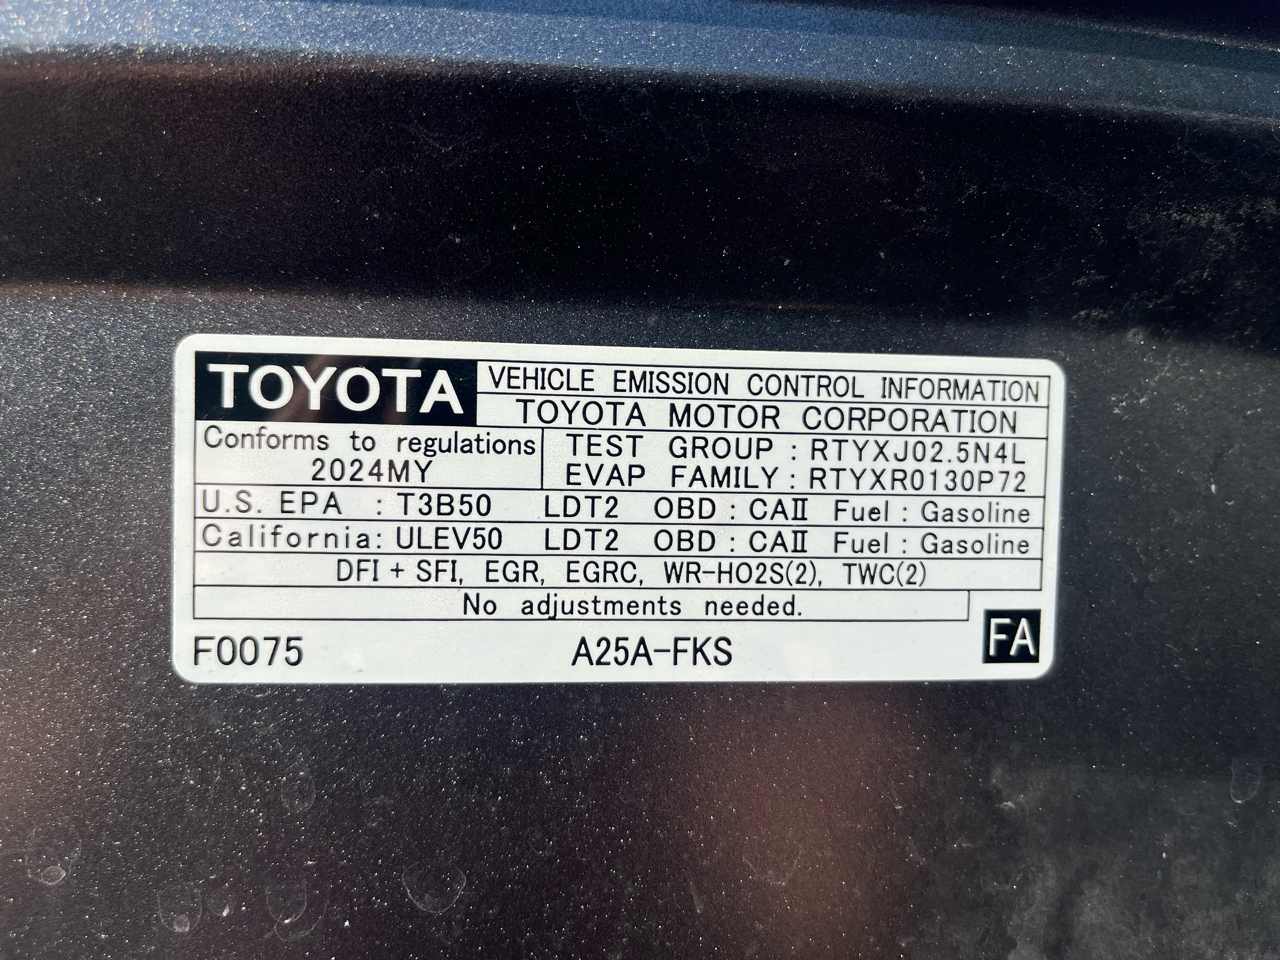 TOYOTA VEHICLE EMISSION CONTROL INFORMATION
TOYOTA MOTOR CORPORATION
Conforms to regulations TEST GROUP : RTYXJ02.5N4L
2024MY EVAP FAMILY : RTYXR0130P72
U.S. EPA : T3B50 LDT2 OBD : CAⅡ Fuel : Gasoline
California: ULEV50 LDT2 OBD : CAⅡ Fuel : Gasoline
DFI + SFI, EGR, EGRC, WR-HO2S(2), TWC(2)
No adjustments needed.
F0075 A25A-FKS FA